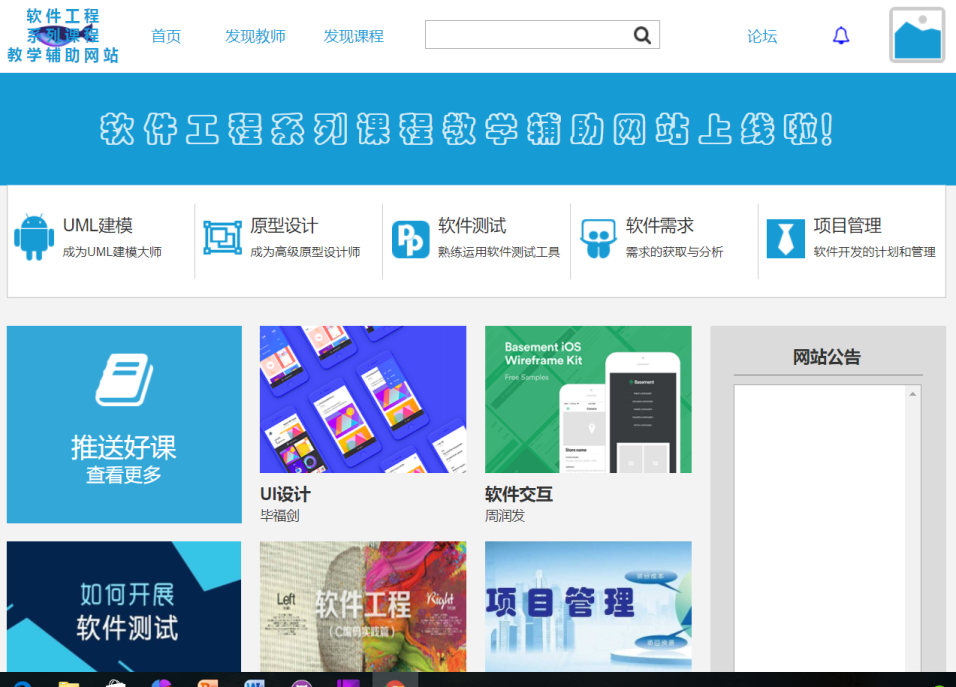 软件工程
系列课程
教学辅助网站
首页
发现教师
发现课程
论坛
软件工程系列课程教学辅助网站上线啦!
UML建模
成为UML建模大师
原型设计
成为高级原型设计师
软件测试
熟练运用软件测试工具
软件需求
需求的获取与分析
项目管理
软件开发的计划和管理
推送好课
查看更多
Basement iOS
Wireframe Kit
Free Samples
Basement
Store name
UI设计
毕福剑
软件交互
周润发
网站公告
如何开展
软件测试
Left
Right
软件工程
(C编码实践篇)
项目管理